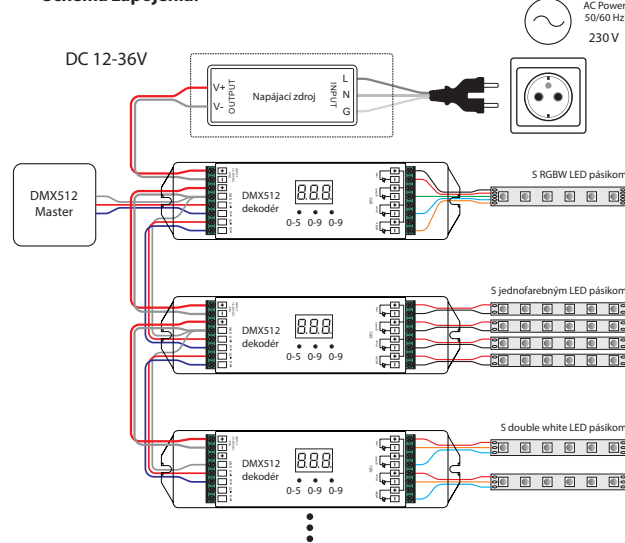 AC Power
50/60 Hz
230 V
DC 12-36V
V+
V-
OUTPUT
Napájací zdroj
INPUT
L
N
G
DMX512
Master
DMX512
dekodér
0-5 0-9 0-9
S RGBW LED pásikom
DMX512
dekodér
0-5 0-9 0-9
S jednofarebným LED pásikom
DMX512
dekodér
0-5 0-9 0-9
S double white LED pásikom